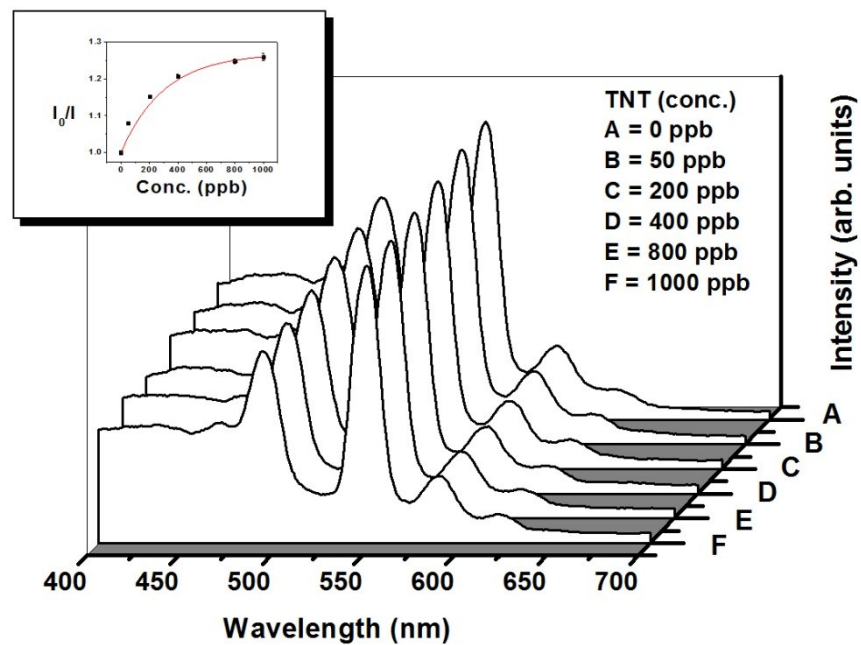 1.3
1.2
1.1
1.0
I0/I
0 200 400 600 800 1000
Conc. (ppb)
TNT (conc.)
A = 0 ppb
B = 50 ppb
C = 200 ppb
D = 400 ppb
E = 800 ppb
F = 1000 ppb
Intensity (arb. units)
A
B
C
D
E
F
400 450 500 550 600 650 700
Wavelength (nm)